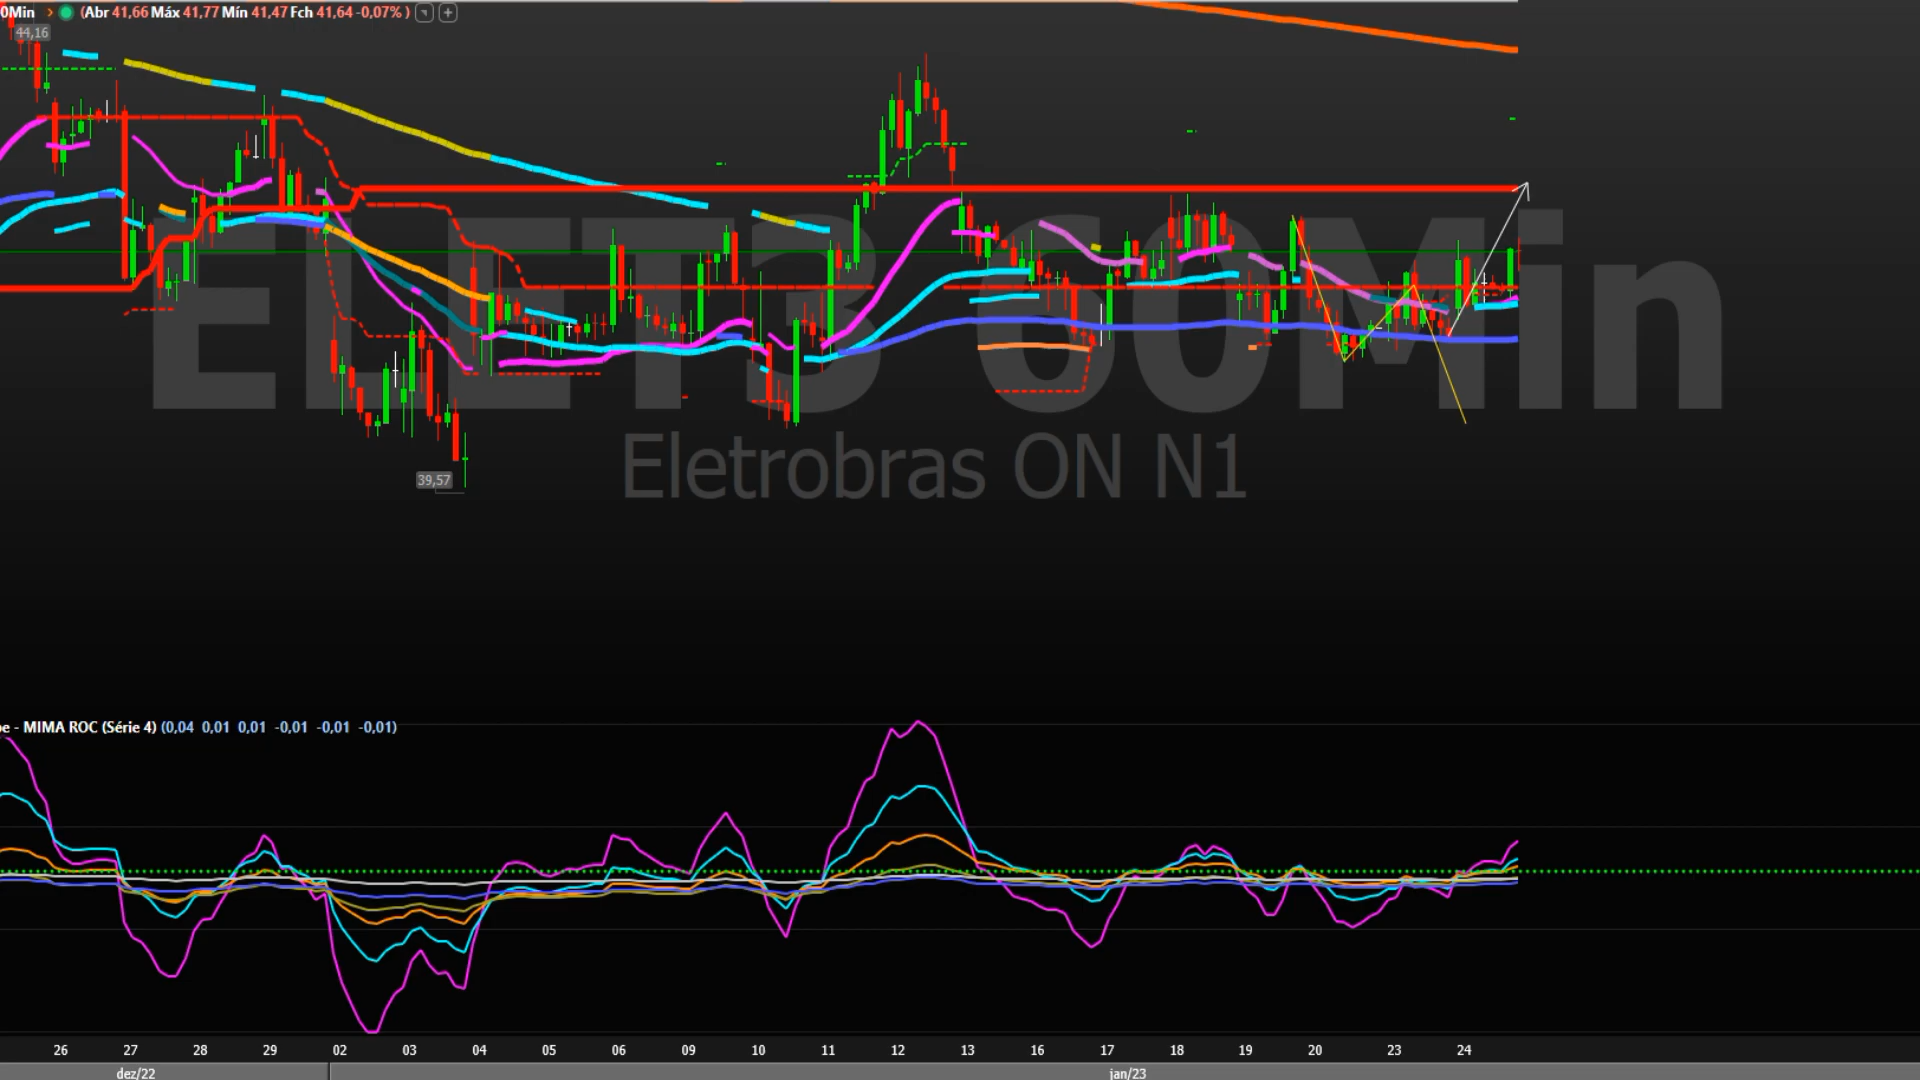 0Min (Abr 41,66 Máx 41,77 Mín 41,47 Fch 41,64 -0,07% )
44,16
ELET3 60Min
Eletrobras ON N1
39,57
pe - MIMA ROC (Série 4) (0,04 0,01 0,01 -0,01 -0,01 -0,01)
26 27 28 29 02 03 04 05 06 09 10 11 12 13 16 17 18 19 20 23 24
dez/22 jan/23